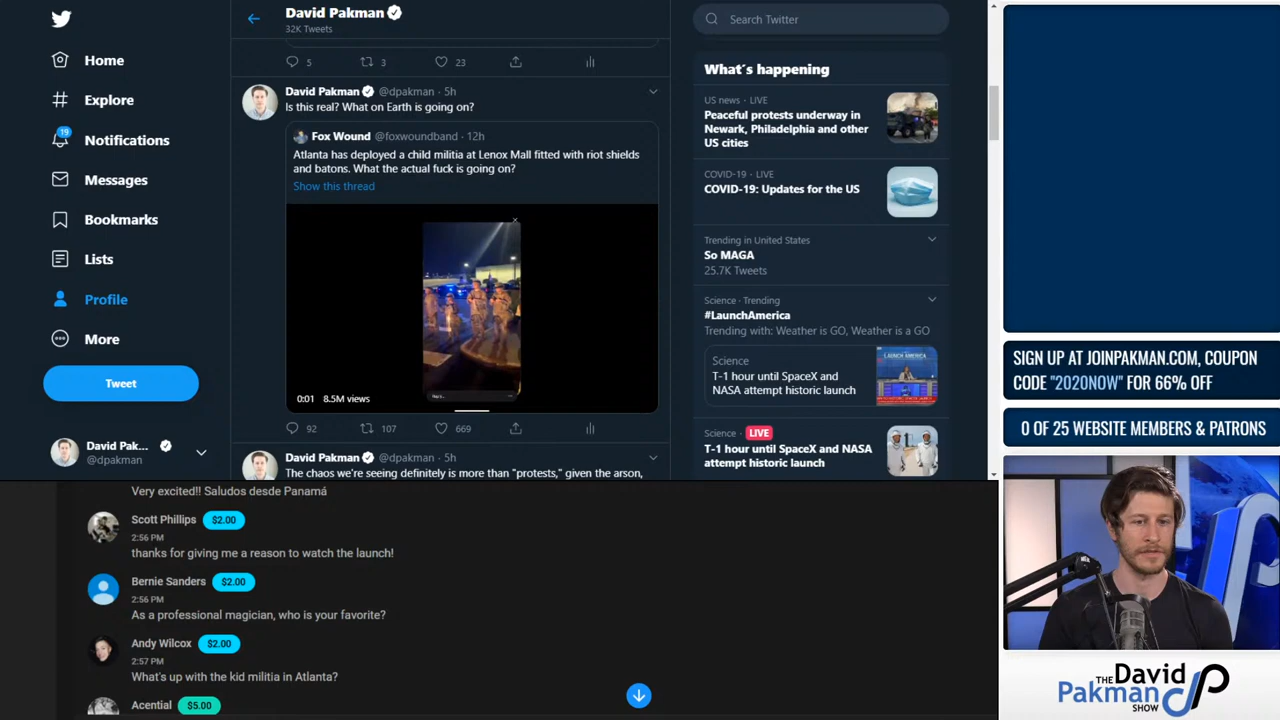 Home
Explore
19
Notifications
Messages
Bookmarks
Lists
Profile
More
Tweet
David Pak...
@dpakman
David Pakman
32K Tweets
5
3
23
David Pakman @dpakman · 5h
Is this real? What on Earth is going on?
Fox Wound @foxwoundband · 12h
Atlanta has deployed a child militia at Lenox Mall fitted with riot shields
and batons. What the actual fuck is going on?
Show this thread
0:01 8.5M views
92
107
669
David Pakman @dpakman · 5h
The chaos we're seeing definitely is more than "protests," given the arson,
Search Twitter
What's happening
US news · LIVE
Peaceful protests underway in
Newark, Philadelphia and other
US cities
COVID-19 · LIVE
COVID-19: Updates for the US
Trending in United States
So MAGA
25.7K Tweets
Science · Trending
#LaunchAmerica
Trending with: Weather is GO, Weather is a GO
Science
T-1 hour until SpaceX and
NASA attempt historic launch
LAUNCH AMERICA
Science · LIVE
T-1 hour until SpaceX and NASA
attempt historic launch
SIGN UP AT JOINPAKMAN.COM, COUPON
CODE "2020NOW" FOR 66% OFF
0 OF 25 WEBSITE MEMBERS & PATRONS
Very excited!! Saludos desde Panamá
Scott Phillips $2.00
2:56 PM
thanks for giving me a reason to watch the launch!
Bernie Sanders $2.00
2:56 PM
As a professional magician, who is your favorite?
Andy Wilcox $2.00
2:57 PM
What's up with the kid militia in Atlanta?
Acential $5.00
THE David
Pakman
SHOW